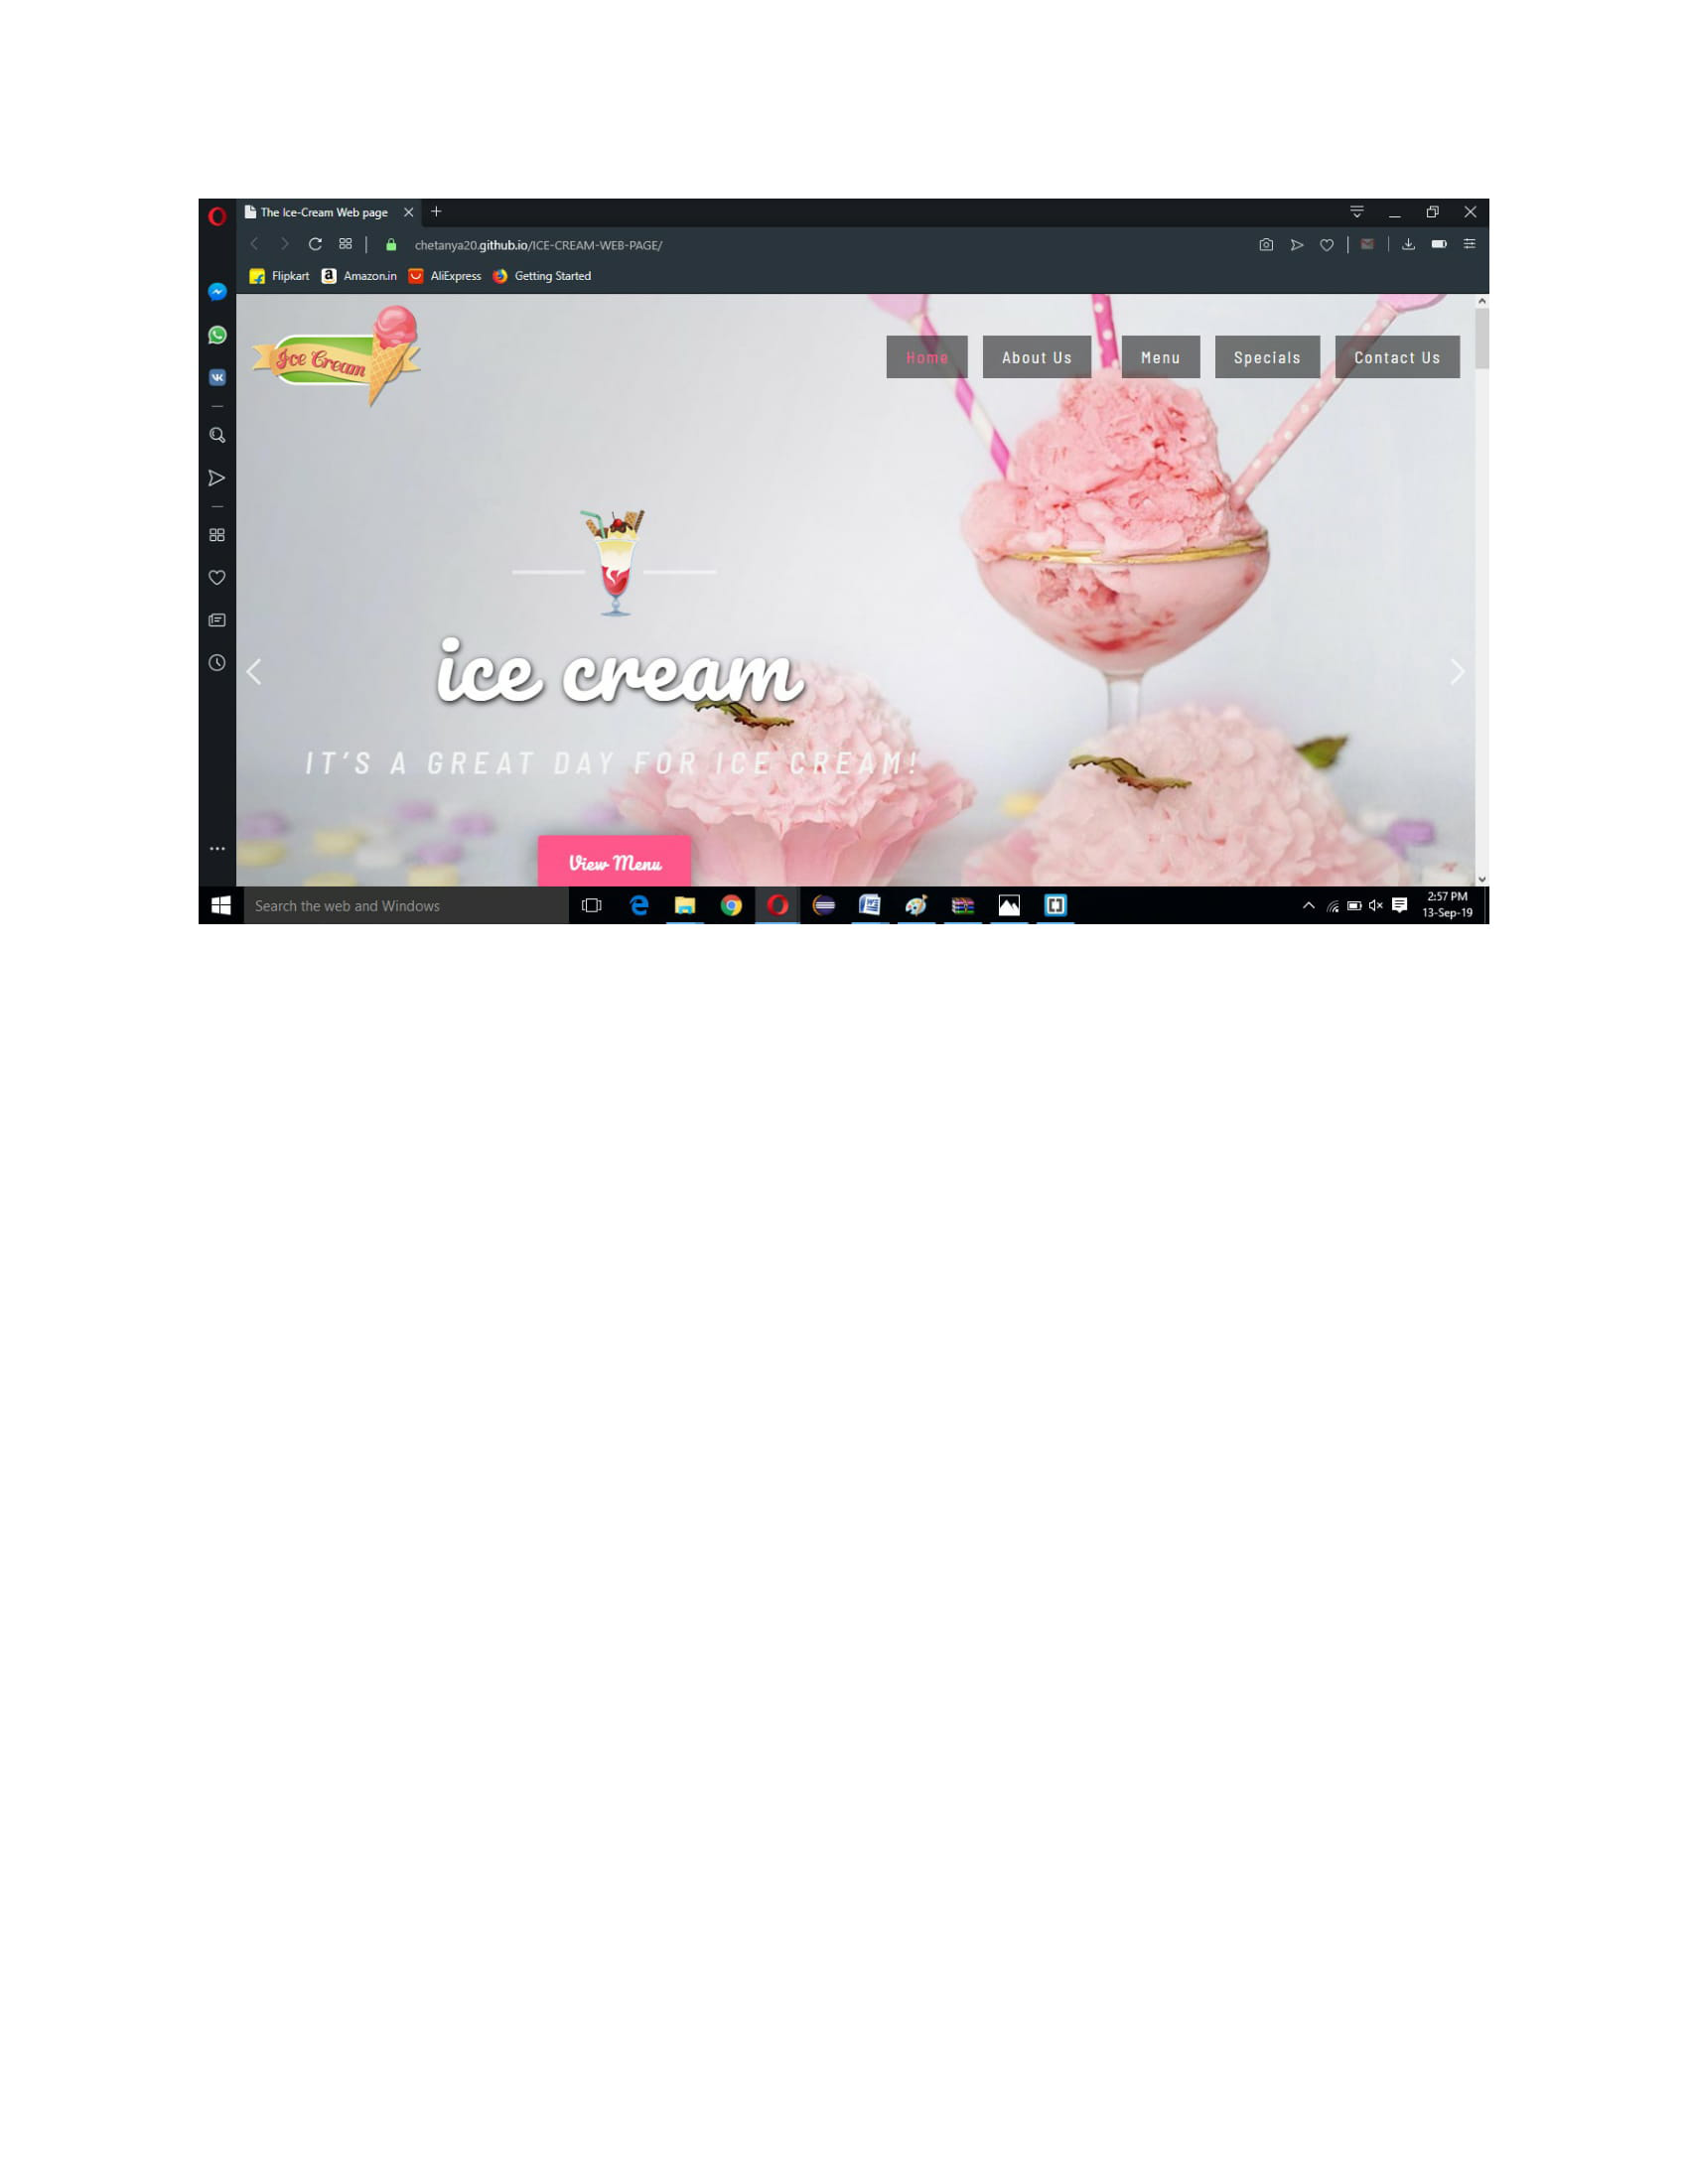 The Ice-Cream Web page
chetanya20.github.io/ICE-CREAM-WEB-PAGE/
Flipkart Amazon.in AliExpress Getting Started
Ice Cream
Home About Us Menu Specials Contact Us
ice cream
IT'S A GREAT DAY FOR ICE CREAM!
View Menu
Search the web and Windows
2:57 PM
13-Sep-19